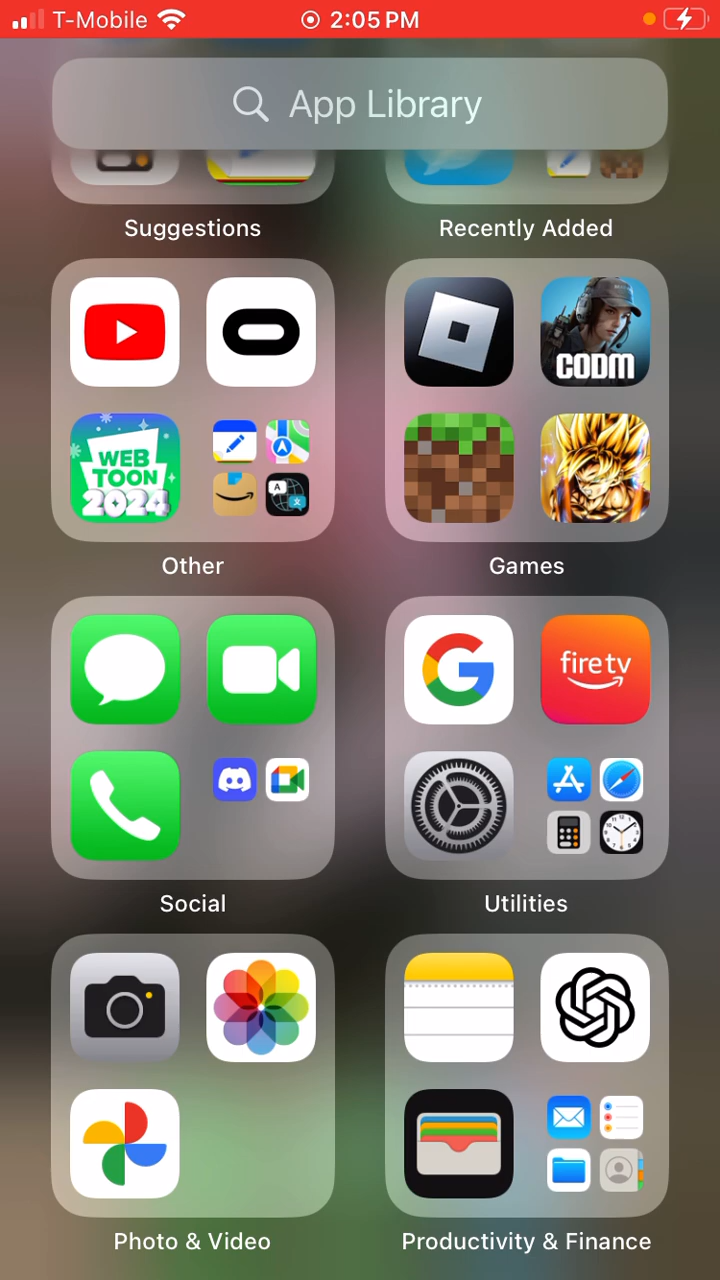 T-Mobile 2:05 PM
App Library
Suggestions
Recently Added
WEB
TOON
2024
CODM
Other
Games
fire tv
Social
Utilities
Photo & Video
Productivity & Finance